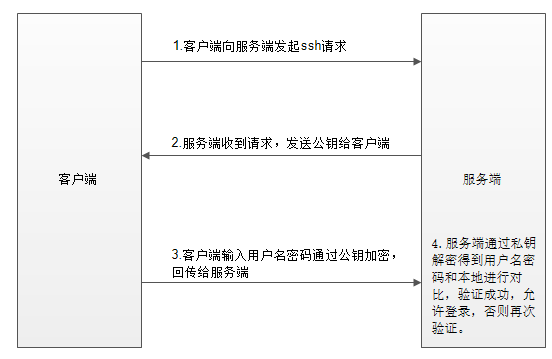 1.客户端向服务端发起ssh请求
2.服务端收到请求，发送公钥给客户端
客户端
服务端
3.客户端输入用户名密码通过公钥加密，
回传给服务端
4.服务端通过私钥
解密得到用户名密
码和本地进行对
比，验证成功，允
许登录，否则再次
验证。